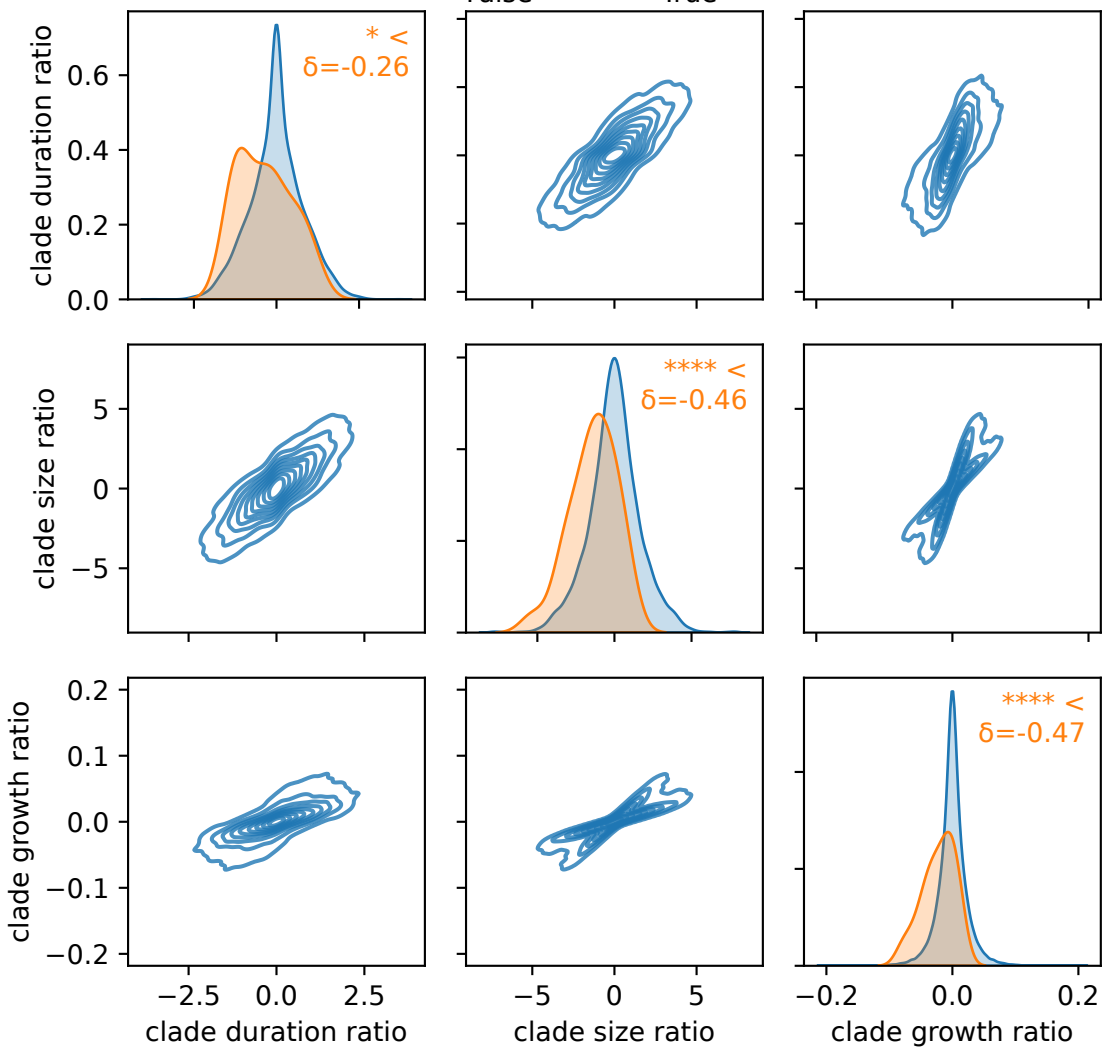 clade duration ratio
0.6
0.4
0.2
0.0
* <
δ=-0.26
clade size ratio
5
0
−5
**** <
δ=-0.46
clade growth ratio
0.2
0.1
0.0
−0.1
−0.2
**** <
δ=-0.47
−2.5 0.0 2.5
−5 0 5
−0.2 0.0 0.2
clade duration ratio
clade size ratio
clade growth ratio